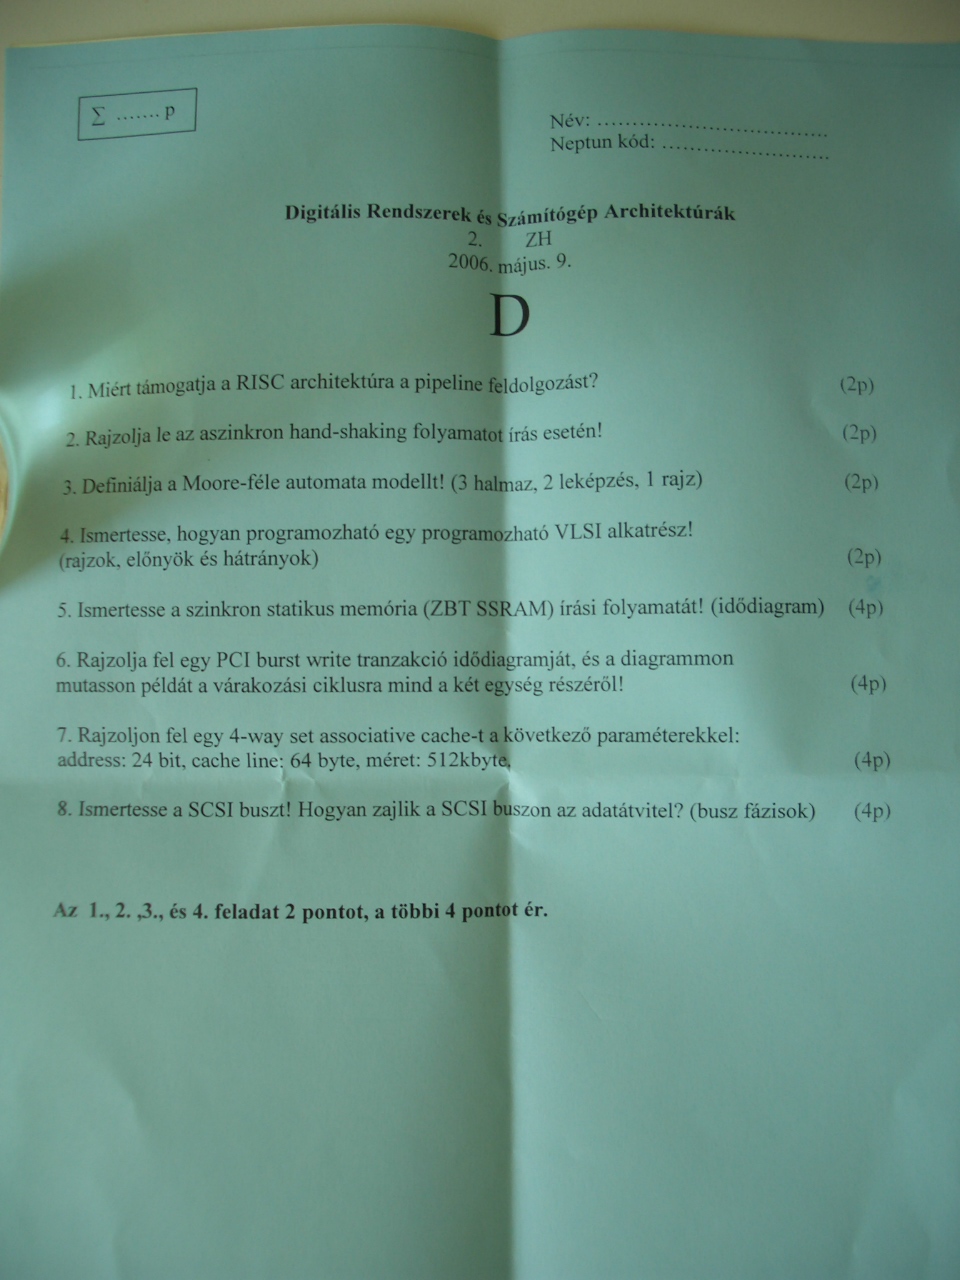 Σ ....... p
Név: ..................................
Neptun kód: .........................
Digitális Rendszerek és Számítógép Architektúrák
2. ZH
2006. május. 9.
D
1. Miért támogatja a RISC architektúra a pipeline feldolgozást? (2p)
2. Rajzolja le az aszinkron hand-shaking folyamatot írás esetén! (2p)
3. Definiálja a Moore-féle automata modellt! (3 halmaz, 2 leképzés, 1 rajz) (2p)
4. Ismertesse, hogyan programozható egy programozható VLSI alkatrész!
(rajzok, előnyök és hátrányok) (2p)
5. Ismertesse a szinkron statikus memória (ZBT SSRAM) írási folyamatát! (idődiagram) (4p)
6. Rajzolja fel egy PCI burst write tranzakció idődiagramját, és a diagrammon
mutasson példát a várakozási ciklusra mind a két egység részéről! (4p)
7. Rajzoljon fel egy 4-way set associative cache-t a következő paraméterekkel:
address: 24 bit, cache line: 64 byte, méret: 512kbyte, (4p)
8. Ismertesse a SCSI buszt! Hogyan zajlik a SCSI buszon az adatátvitel? (busz fázisok) (4p)
Az 1., 2. ,3., és 4. feladat 2 pontot, a többi 4 pontot ér.